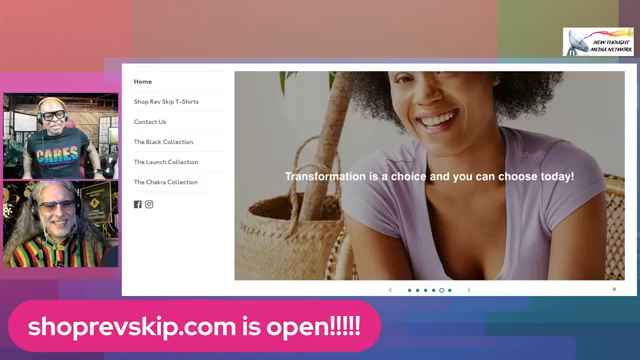 NEW THOUGHT
MEDIA NETWORK
Home
Shop Rev Skip T-Shirts
Contact Us
The Black Collection
The Launch Collection
The Chakra Collection
CARES
Transformation is a choice and you can choose today!
shoprevskip.com is open!!!!!